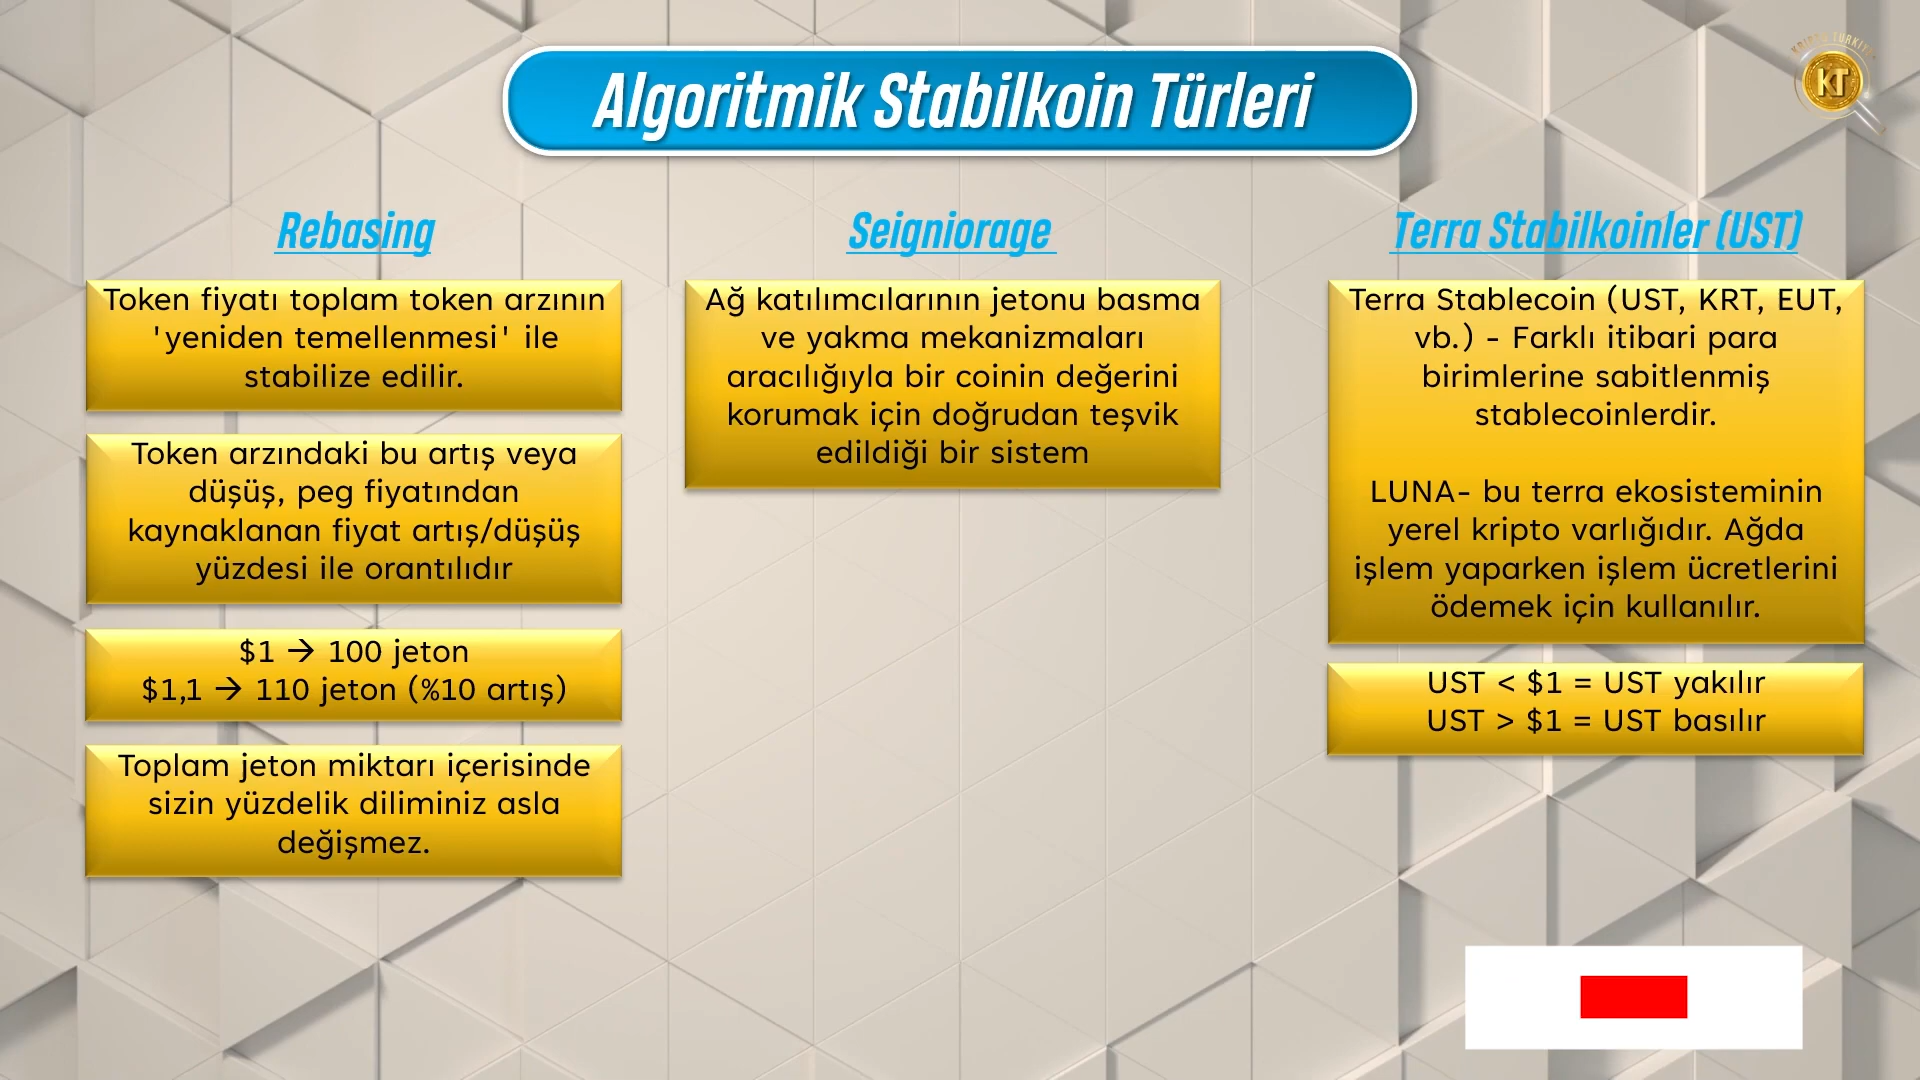 Algoritmik Stabilkoin Türleri
KRIPTO TURKIYE
KT
Rebasing
Token fiyatı toplam token arzının
'yeniden temellenmesi' ile
stabilize edilir.
Token arzındaki bu artış veya
düşüş, peg fiyatından
kaynaklanan fiyat artış/düşüş
yüzdesi ile orantılıdır
$1 → 100 jeton
$1,1 → 110 jeton (%10 artış)
Toplam jeton miktarı içerisinde
sizin yüzdelik diliminiz asla
değişmez.
Seigniorage
Ağ katılımcılarının jetonu basma
ve yakma mekanizmaları
aracılığıyla bir coinin değerini
korumak için doğrudan teşvik
edildiği bir sistem
Terra Stabilkoinler (UST)
Terra Stablecoin (UST, KRT, EUT,
vb.) - Farklı itibari para
birimlerine sabitlenmiş
stablecoinlerdir.
LUNA- bu terra ekosisteminin
yerel kripto varlığıdır. Ağda
işlem yaparken işlem ücretlerini
ödemek için kullanılır.
UST < $1 = UST yakılır
UST > $1 = UST basılır